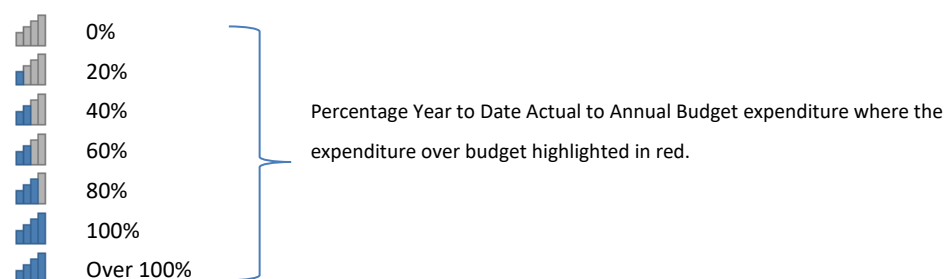 0%
20%
40%
60%
80%
100%
Over 100%
Percentage Year to Date Actual to Annual Budget expenditure where the
expenditure over budget highlighted in red.